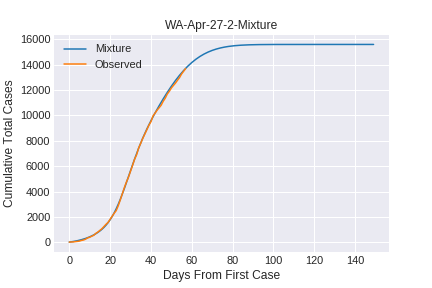 WA-Apr-27-2-Mixture
Mixture
Observed
Cumulative Total Cases
16000
14000
12000
10000
8000
6000
4000
2000
0
0 20 40 60 80 100 120 140
Days From First Case